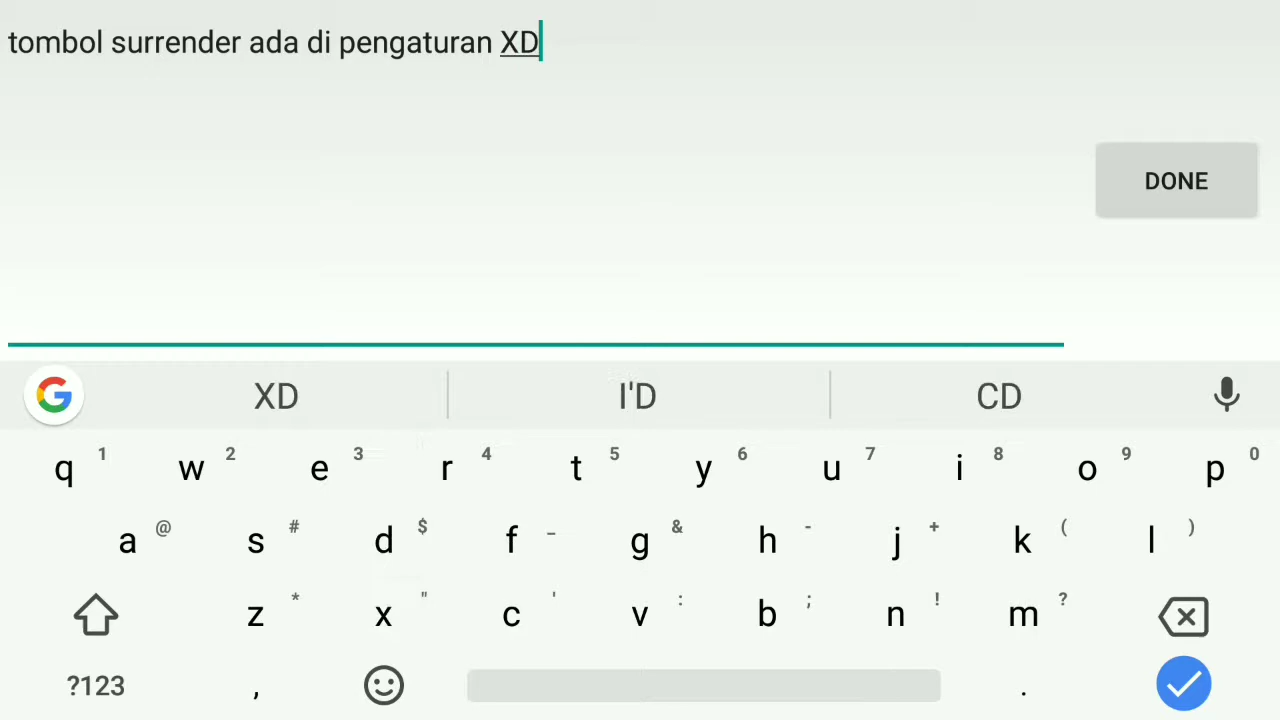 tombol surrender ada di pengaturan XD
DONE
XD I'D CD
q 1 w 2 e 3 r 4 t 5 y 6 u 7 i 8 o 9 p 0
a @ s # d $ f _ g & h - j + k ( l )
z * x " c ' v : b ; n ! m ?
?123 , .